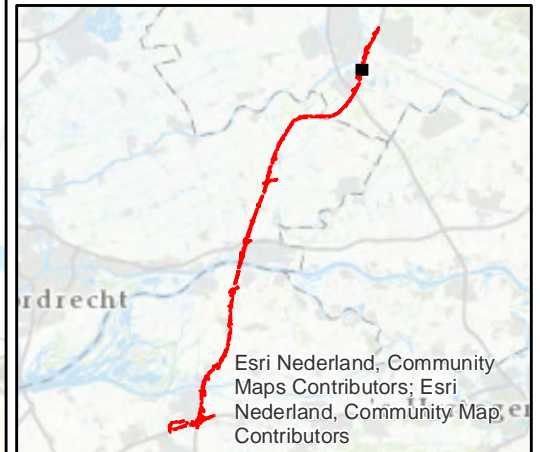 ordrecht
Esri Nederland, Community
Maps Contributors; Esri
Nederland, Community Map
Contributors